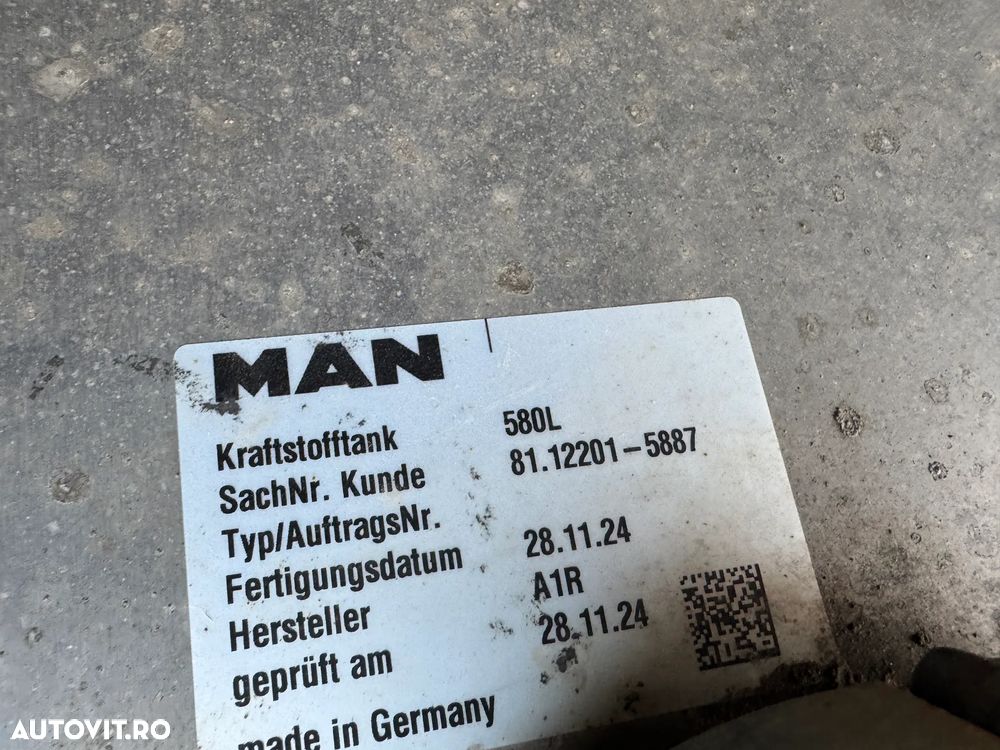 MAN
Kraftstofftank 580L
SachNr. Kunde 81.12201-5887
Typ/AuftragsNr.
Fertigungsdatum 28.11.24
Hersteller A1R
geprüft am 28.11.24
made in Germany
AUTOVIT.RO